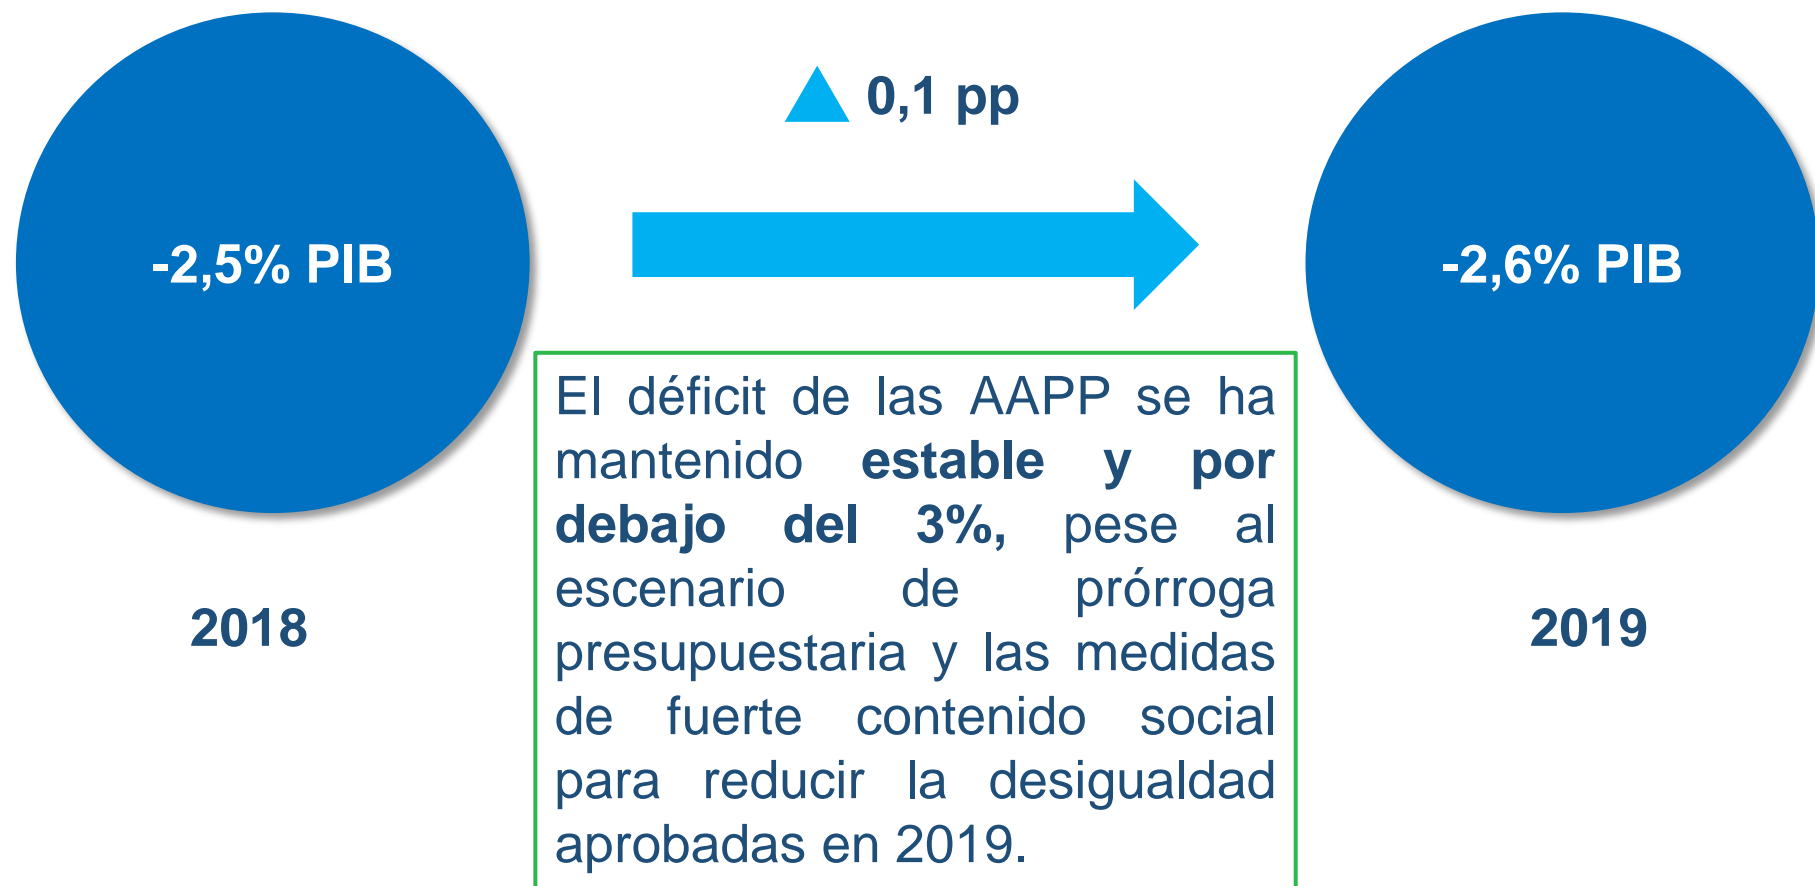 0,1 pp
-2,5% PIB
-2,6% PIB
El déficit de las AAPP se ha
mantenido estable y por
debajo del 3%, pese al
escenario de prórroga
presupuestaria y las medidas
de fuerte contenido social
para reducir la desigualdad
aprobadas en 2019.
2018
2019